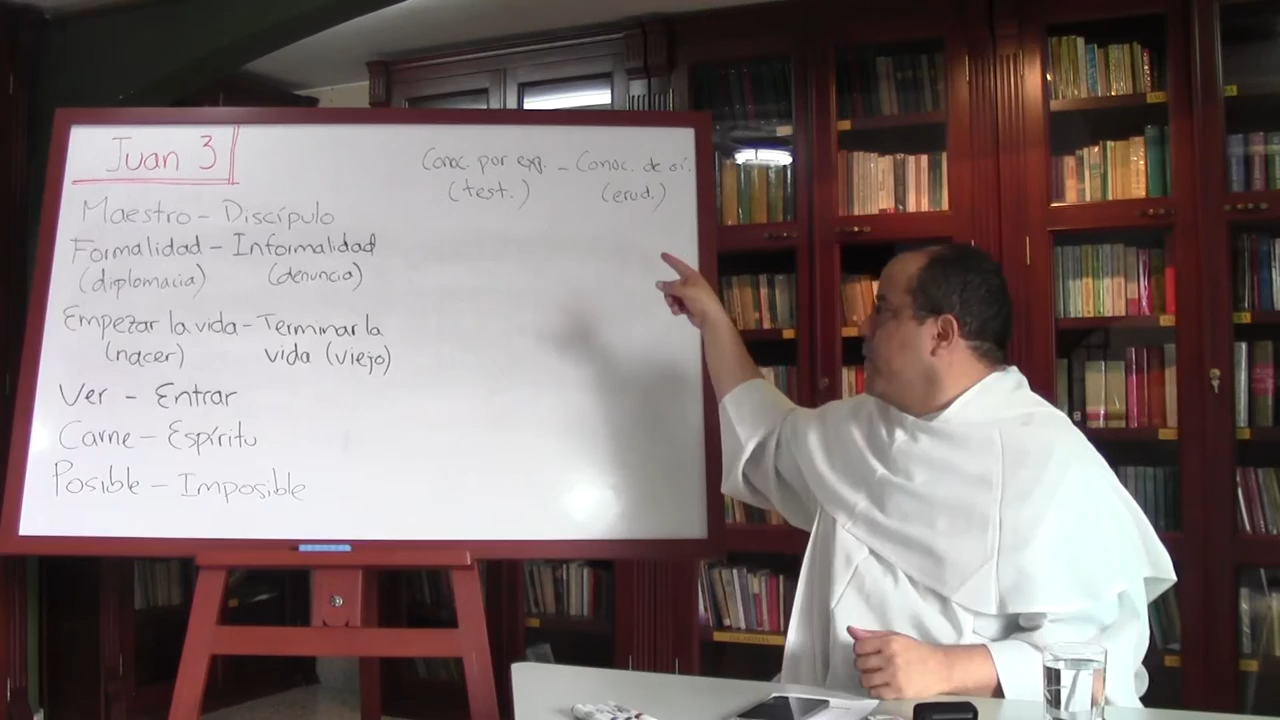 Juan 3
Maestro - Discípulo
Formalidad - Informalidad
(diplomacia) (denuncia)
Empezar la vida - Terminar la
(nacer) vida (viejo)
Ver - Entrar
Carne - Espíritu
Posible - Imposible
Conoc. por exp. - Conoc. de oí.
(test.) (erud.)